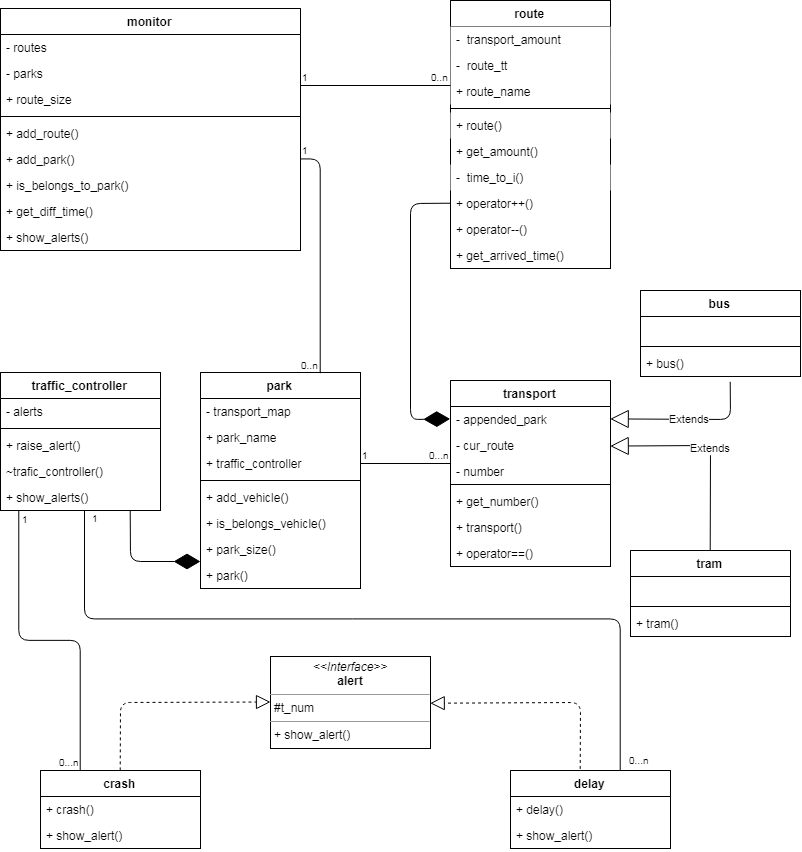 monitor
- routes
- parks
+ route_size
+ add_route()
+ add_park()
+ is_belongs_to_park()
+ get_diff_time()
+ show_alerts()
route
- transport_amount
- route_tt
+ route_name
+ route()
+ get_amount()
- time_to_i()
+ operator++()
+ operator--()
+ get_arrived_time()
1
0..n
1
0..n
bus
+ bus()
traffic_controller
- alerts
+ raise_alert()
~trafic_controller()
+ show_alerts()
park
- transport_map
+ park_name
+ traffic_controller
+ add_vehicle()
+ is_belongs_vehicle()
+ park_size()
+ park()
1
0...n
transport
- appended_park
- cur_route
- number
+ get_number()
+ transport()
+ operator==()
Extends
Extends
tram
+ tram()
1
1
<<Interface>>
alert
#t_num
+ show_alert()
0...n
0...n
crash
+ crash()
+ show_alert()
delay
+ delay()
+ show_alert()